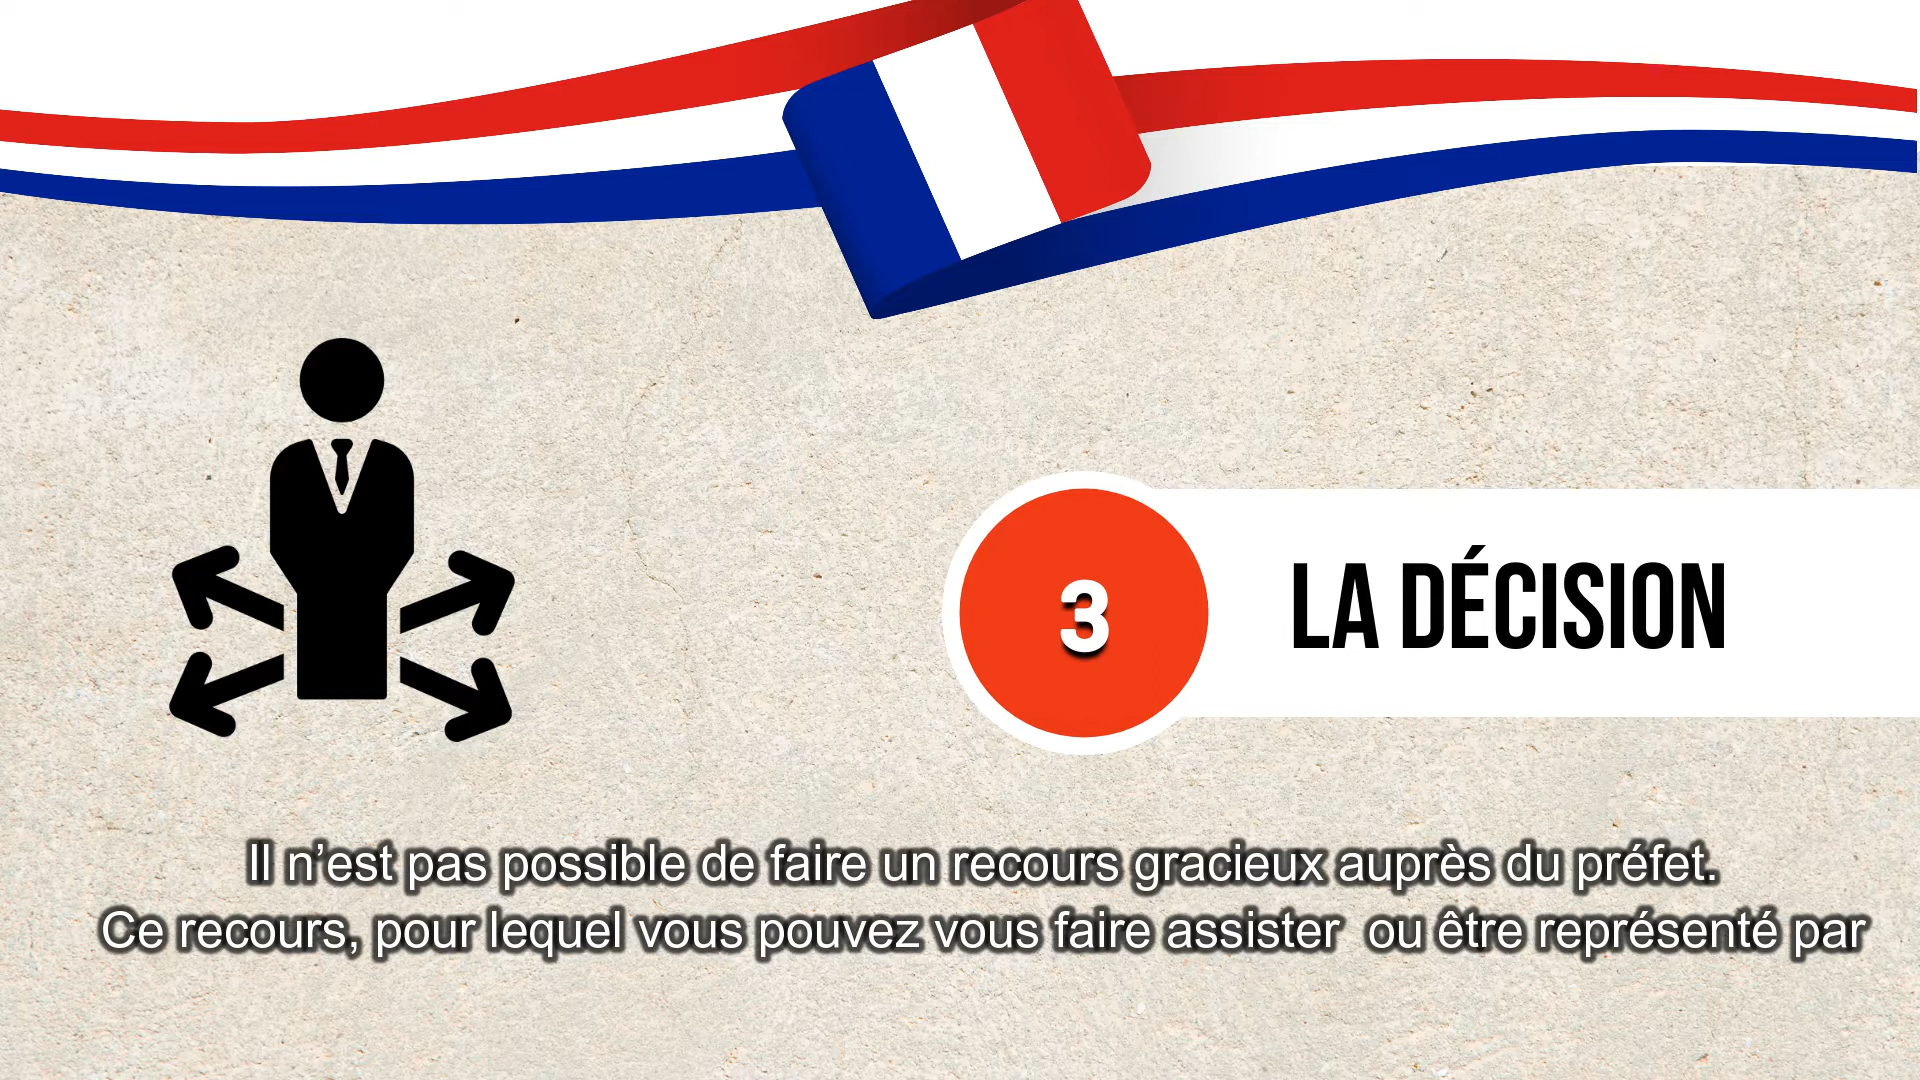 3
LA DÉCISION
Il n’est pas possible de faire un recours gracieux auprès du préfet.
Ce recours, pour lequel vous pouvez vous faire assister  ou être représenté par